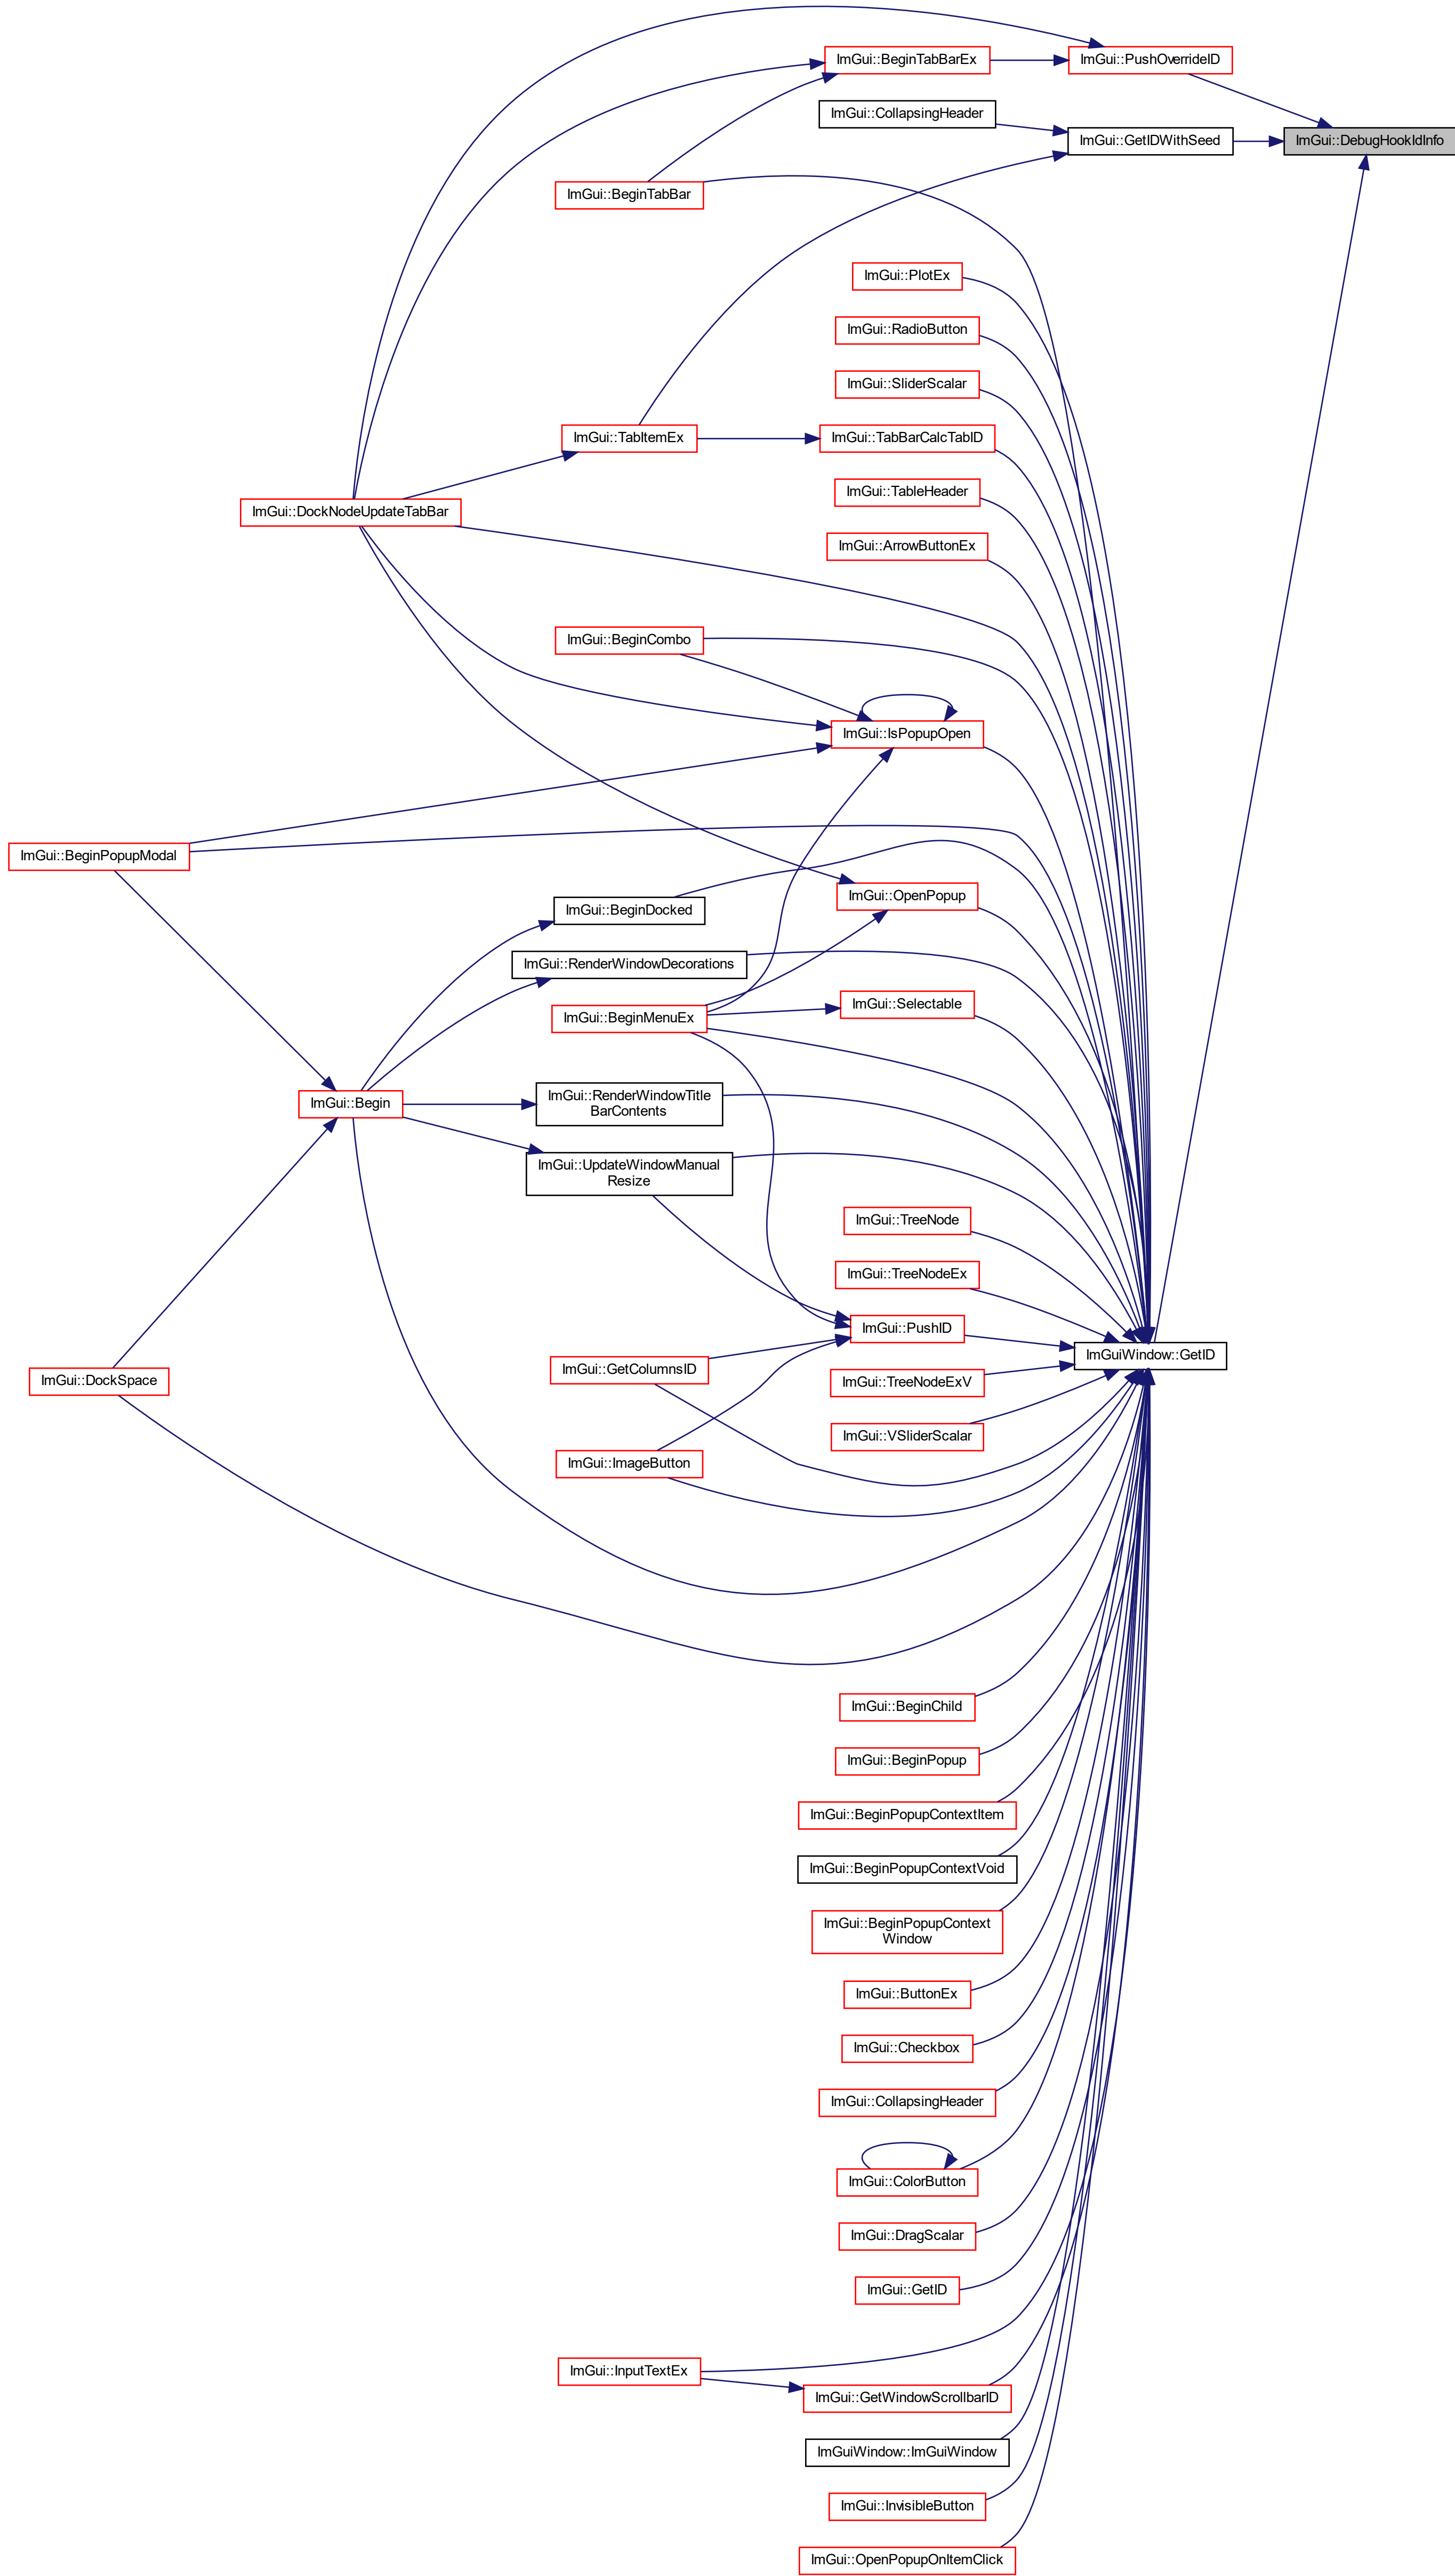 ImGui::PushOverrideID
ImGui::BeginTabBarEx
ImGui::CollapsingHeader
ImGui::GetIDWithSeed
ImGui::DebugHookIdInfo
ImGui::BeginTabBar
ImGui::PlotEx
ImGui::RadioButton
ImGui::SliderScalar
ImGui::TabItemEx
ImGui::TabBarCalcTabID
ImGui::TableHeader
ImGui::DockNodeUpdateTabBar
ImGui::ArrowButtonEx
ImGui::BeginCombo
ImGui::IsPopupOpen
ImGui::BeginPopupModal
ImGui::OpenPopup
ImGui::BeginDocked
ImGui::RenderWindowDecorations
ImGui::Selectable
ImGui::BeginMenuEx
ImGui::Begin
ImGui::RenderWindowTitle
BarContents
ImGui::UpdateWindowManual
Resize
ImGui::TreeNode
ImGui::TreeNodeEx
ImGui::PushID
ImGuiWindow::GetID
ImGui::GetColumnsID
ImGui::DockSpace
ImGui::TreeNodeExV
ImGui::VSliderScalar
ImGui::ImageButton
ImGui::BeginChild
ImGui::BeginPopup
ImGui::BeginPopupContextItem
ImGui::BeginPopupContextVoid
ImGui::BeginPopupContext
Window
ImGui::ButtonEx
ImGui::Checkbox
ImGui::CollapsingHeader
ImGui::ColorButton
ImGui::DragScalar
ImGui::GetID
ImGui::InputTextEx
ImGui::GetWindowScrollbarID
ImGuiWindow::ImGuiWindow
ImGui::InvisibleButton
ImGui::OpenPopupOnItemClick